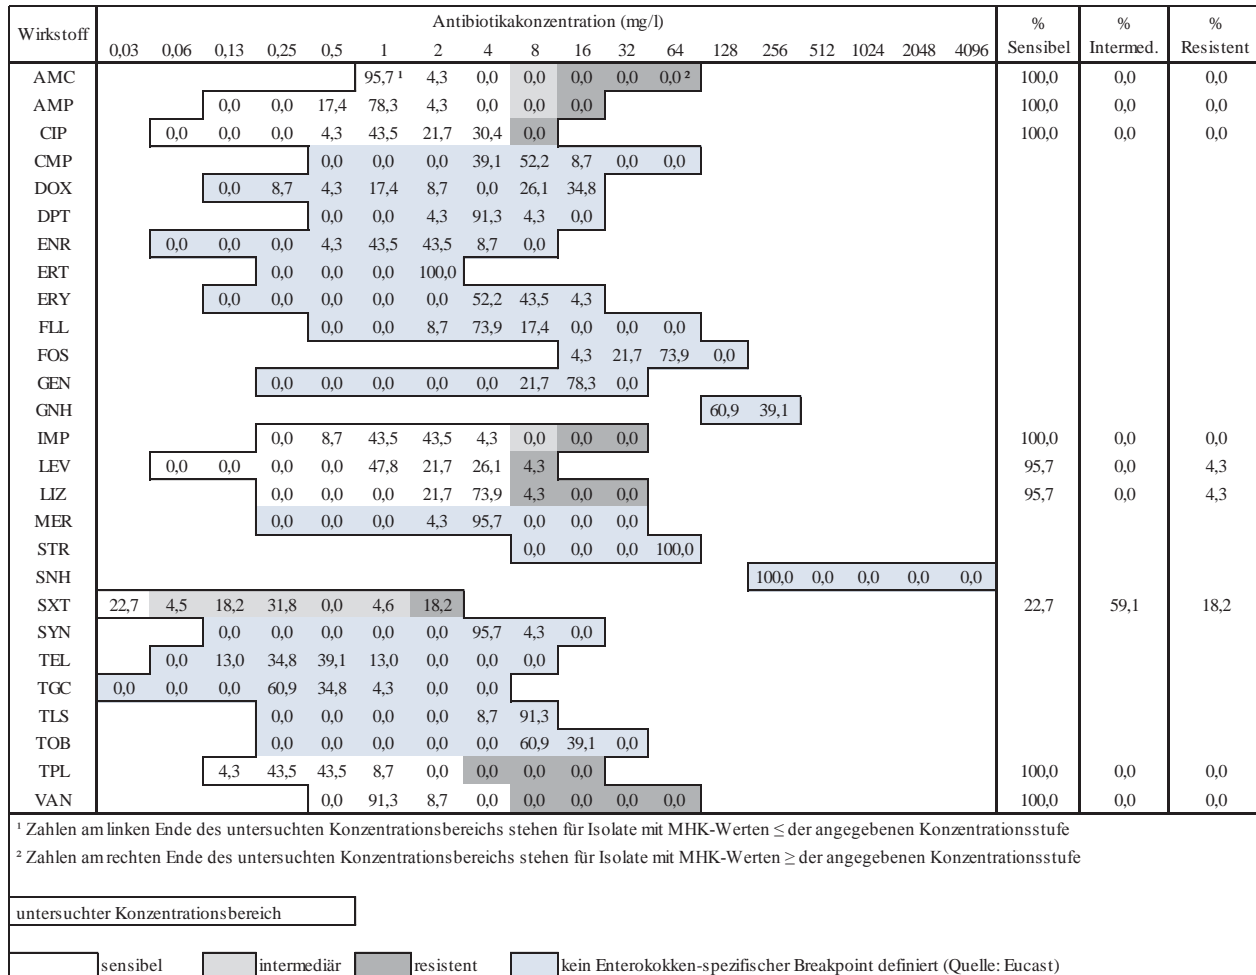 Wirkstoff Antibiotikakonzentration (mg/l) % Sensibel % Intermed. % Resistent
0,03 0,06 0,13 0,25 0,5 1 2 4 8 16 32 64 128 256 512 1024 2048 4096
AMC 95,7 ¹ 4,3 0,0 0,0 0,0 0,0 0,0 ² 100,0 0,0 0,0
AMP 0,0 0,0 17,4 78,3 4,3 0,0 0,0 0,0 100,0 0,0 0,0
CIP 0,0 0,0 0,0 4,3 43,5 21,7 30,4 0,0 100,0 0,0 0,0
CMP 0,0 0,0 0,0 39,1 52,2 8,7 0,0 0,0
DOX 0,0 8,7 4,3 17,4 8,7 0,0 26,1 34,8
DPT 0,0 0,0 4,3 91,3 4,3 0,0
ENR 0,0 0,0 0,0 4,3 43,5 43,5 8,7 0,0
ERT 0,0 0,0 0,0 100,0
ERY 0,0 0,0 0,0 0,0 0,0 52,2 43,5 4,3
FLL 0,0 0,0 8,7 73,9 17,4 0,0 0,0 0,0
FOS 4,3 21,7 73,9 0,0
GEN 0,0 0,0 0,0 0,0 0,0 21,7 78,3 0,0
GNH 60,9 39,1
IMP 0,0 8,7 43,5 43,5 4,3 0,0 0,0 0,0 100,0 0,0 0,0
LEV 0,0 0,0 0,0 0,0 47,8 21,7 26,1 4,3 95,7 0,0 4,3
LIZ 0,0 0,0 0,0 21,7 73,9 4,3 0,0 0,0 95,7 0,0 4,3
MER 0,0 0,0 0,0 4,3 95,7 0,0 0,0 0,0
STR 0,0 0,0 0,0 100,0
SNH 100,0 0,0 0,0 0,0 0,0
SXT 22,7 4,5 18,2 31,8 0,0 4,6 18,2 22,7 59,1 18,2
SYN 0,0 0,0 0,0 0,0 0,0 95,7 4,3 0,0
TEL 0,0 13,0 34,8 39,1 13,0 0,0 0,0 0,0
TGC 0,0 0,0 0,0 60,9 34,8 4,3 0,0 0,0
TLS 0,0 0,0 0,0 0,0 8,7 91,3
TOB 0,0 0,0 0,0 0,0 0,0 60,9 39,1 0,0
TPL 4,3 43,5 43,5 8,7 0,0 0,0 0,0 0,0 100,0 0,0 0,0
VAN 0,0 91,3 8,7 0,0 0,0 0,0 0,0 0,0 100,0 0,0 0,0
¹ Zahlen am linken Ende des untersuchten Konzentrationsbereichs stehen für Isolate mit MHK-Werten ≤ der angegebenen Konzentrationsstufe
² Zahlen am rechten Ende des untersuchten Konzentrationsbereichs stehen für Isolate mit MHK-Werten ≥ der angegebenen Konzentrationsstufe
untersuchter Konzentrationsbereich
sensibel intermediär resistent kein Enterokokken-spezifischer Breakpoint definiert (Quelle: Eucast)